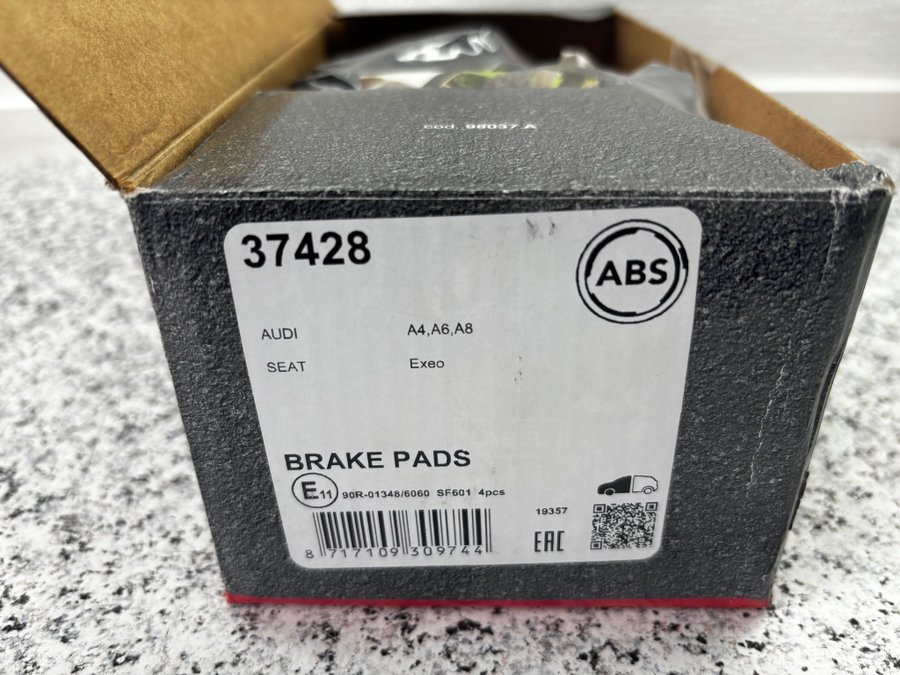 cod. 98037 A
37428
ABS
AUDI A4,A6,A8
SEAT Exeo
BRAKE PADS
E11 90R-01348/6060 SF601 4pcs
19357
EAC
8 717109 309744